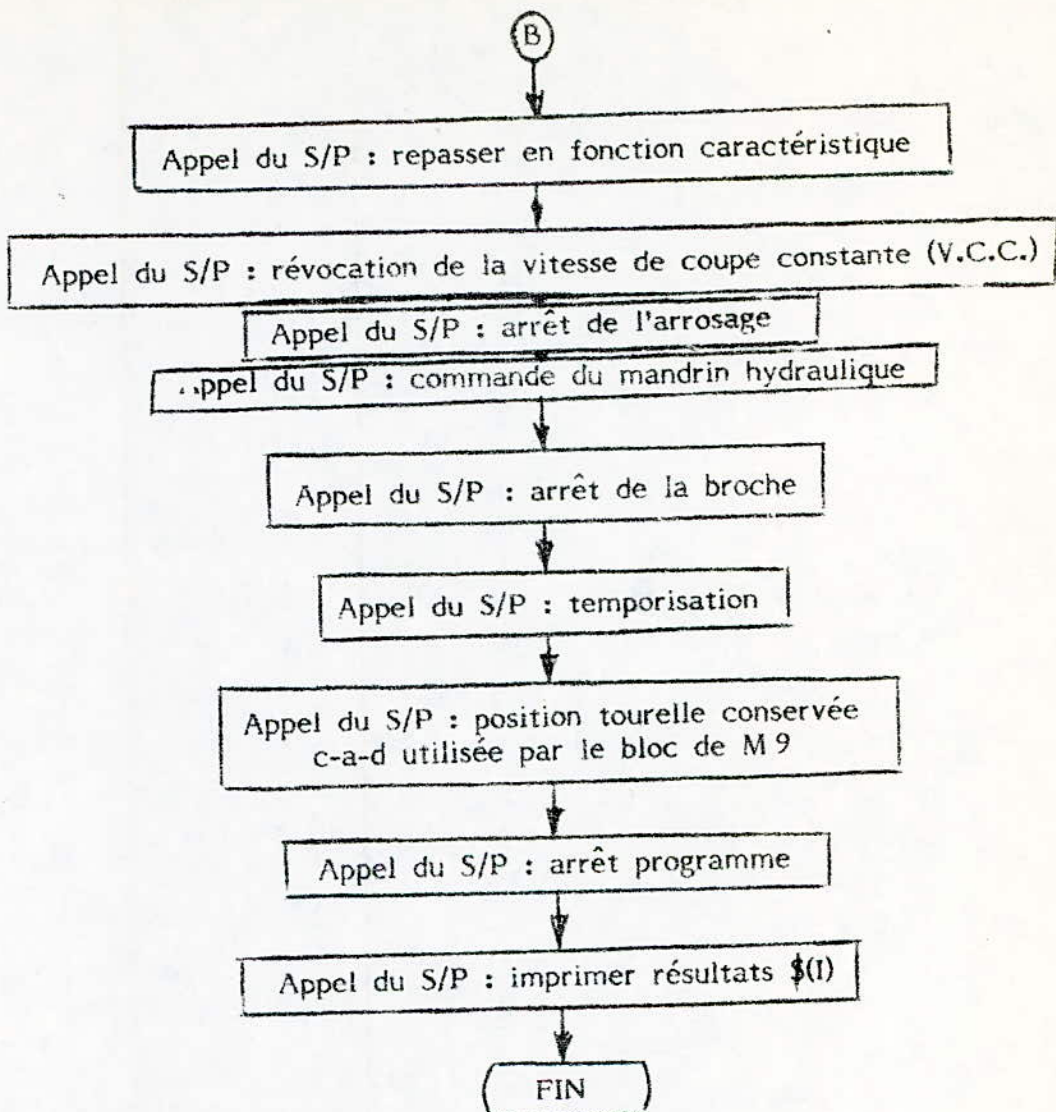 B
Appel du S/P : repasser en fonction caractéristique
Appel du S/P : révocation de la vitesse de coupe constante (V.C.C.)
Appel du S/P : arrêt de l'arrosage
Appel du S/P : commande du mandrin hydraulique
Appel du S/P : arrêt de la broche
Appel du S/P : temporisation
Appel du S/P : position tourelle conservée
c-a-d utilisée par le bloc de M 9
Appel du S/P : arrêt programme
Appel du S/P : imprimer résultats $(I)
FIN